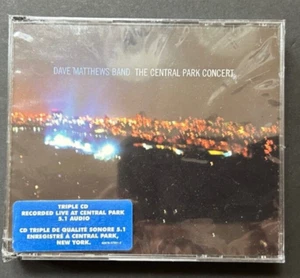 DAVE MATTHEWS BAND THE CENTRAL PARK CONCERT
TRIPLE CD
RECORDED LIVE AT CENTRAL PARK
5.1 AUDIO
CD TRIPLE DE QUALITÉ SONORE 5.1
ENREGISTRÉ À CENTRAL PARK,
NEW YORK.